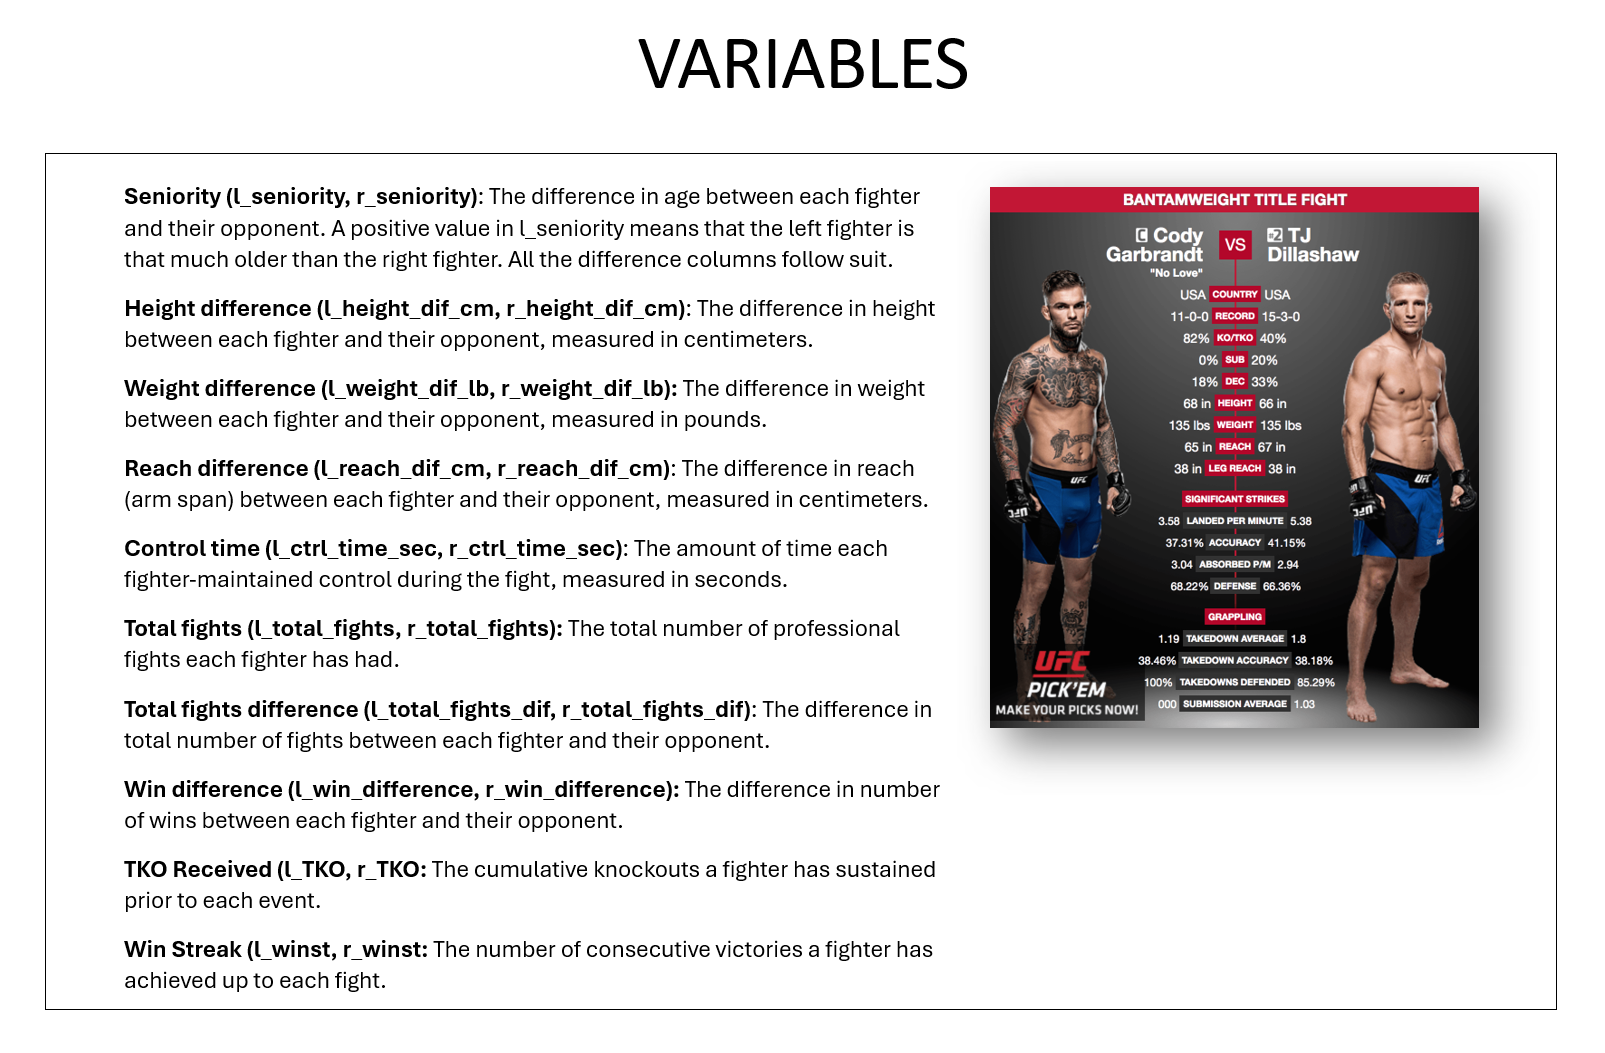 VARIABLES
Seniority (l_seniority, r_seniority): The difference in age between each fighter
and their opponent. A positive value in l_seniority means that the left fighter is
that much older than the right fighter. All the difference columns follow suit.
Height difference (l_height_dif_cm, r_height_dif_cm): The difference in height
between each fighter and their opponent, measured in centimeters.
Weight difference (l_weight_dif_lb, r_weight_dif_lb): The difference in weight
between each fighter and their opponent, measured in pounds.
Reach difference (l_reach_dif_cm, r_reach_dif_cm): The difference in reach
(arm span) between each fighter and their opponent, measured in centimeters.
Control time (l_ctrl_time_sec, r_ctrl_time_sec): The amount of time each
fighter-maintained control during the fight, measured in seconds.
Total fights (l_total_fights, r_total_fights): The total number of professional
fights each fighter has had.
Total fights difference (l_total_fights_dif, r_total_fights_dif): The difference in
total number of fights between each fighter and their opponent.
Win difference (l_win_difference, r_win_difference): The difference in number
of wins between each fighter and their opponent.
TKO Received (l_TKO, r_TKO: The cumulative knockouts a fighter has sustained
prior to each event.
Win Streak (l_winst, r_winst: The number of consecutive victories a fighter has
achieved up to each fight.
BANTAMWEIGHT TITLE FIGHT
C Cody
Garbrandt
"No Love"
VS
#2 TJ
Dillashaw
USA COUNTRY USA
11-0-0 RECORD 15-3-0
82% KO/TKO 40%
0% SUB 20%
18% DEC 33%
68 in HEIGHT 66 in
135 lbs WEIGHT 135 lbs
65 in REACH 67 in
38 in LEG REACH 38 in
SIGNIFICANT STRIKES
3.58 LANDED PER MINUTE 5.38
37.31% ACCURACY 41.15%
3.04 ABSORBED P/M 2.94
68.22% DEFENSE 66.36%
GRAPPLING
1.19 TAKEDOWN AVERAGE 1.8
38.46% TAKEDOWN ACCURACY 38.18%
100% TAKEDOWNS DEFENDED 85.29%
000 SUBMISSION AVERAGE 1.03
UFC
PICK'EM
MAKE YOUR PICKS NOW!
UFC
UFC
UFC
UFC